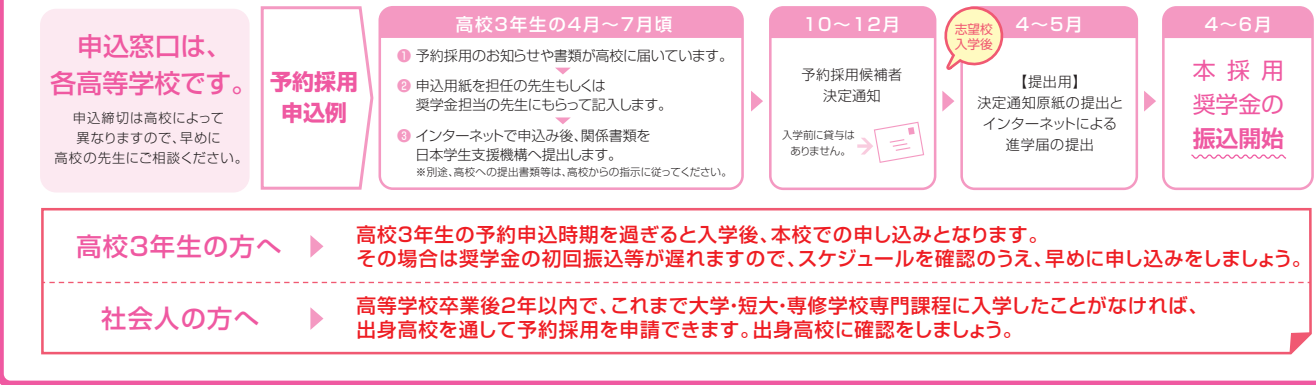 申込窓口は、
各高等学校です。
申込締切は高校によって
異なりますので、早めに
高校の先生にご相談ください。
予約採用
申込例
高校3年生の4月〜7月頃
❶ 予約採用のお知らせや書類が高校に届いています。
❷ 申込用紙を担任の先生もしくは
奨学金担当の先生にもらって記入します。
❸ インターネットで申込み後、関係書類を
日本学生支援機構へ提出します。
※別途、高校への提出書類等は、高校からの指示に従ってください。
10〜12月
予約採用候補者
決定通知
入学前に貸与は
ありません。
志望校
入学後
4〜5月
【提出用】
決定通知原紙の提出と
インターネットによる
進学届の提出
4〜6月
本採用
奨学金の
振込開始
高校3年生の方へ
高校3年生の予約申込時期を過ぎると入学後、本校での申し込みとなります。
その場合は奨学金の初回振込等が遅れますので、スケジュールを確認のうえ、早めに申し込みをしましょう。
社会人の方へ
高等学校卒業後2年以内で、これまで大学・短大・専修学校専門課程に入学したことがなければ、
出身高校を通して予約採用を申請できます。出身高校に確認をしましょう。